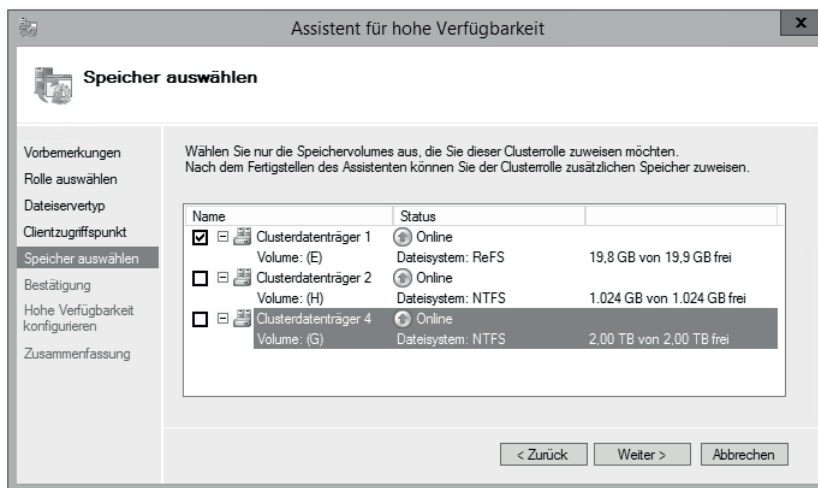 Assistent für hohe Verfügbarkeit
x
Speicher auswählen
Vorbemerkungen
Rolle auswählen
Dateiservertyp
Clientzugriffspunkt
Speicher auswählen
Bestätigung
Hohe Verfügbarkeit
konfigurieren
Zusammenfassung
Wählen Sie nur die Speichervolumes aus, die Sie dieser Clusterrolle zuweisen möchten.
Nach dem Fertigstellen des Assistenten können Sie der Clusterrolle zusätzlichen Speicher zuweisen.
Name Status
Clusterdatenträger 1 Online
Volume: (E) Dateisystem: ReFS 19,8 GB von 19,9 GB frei
Clusterdatenträger 2 Online
Volume: (H) Dateisystem: NTFS 1.024 GB von 1.024 GB frei
Clusterdatenträger 4 Online
Volume: (G) Dateisystem: NTFS 2,00 TB von 2,00 TB frei
< Zurück Weiter > Abbrechen